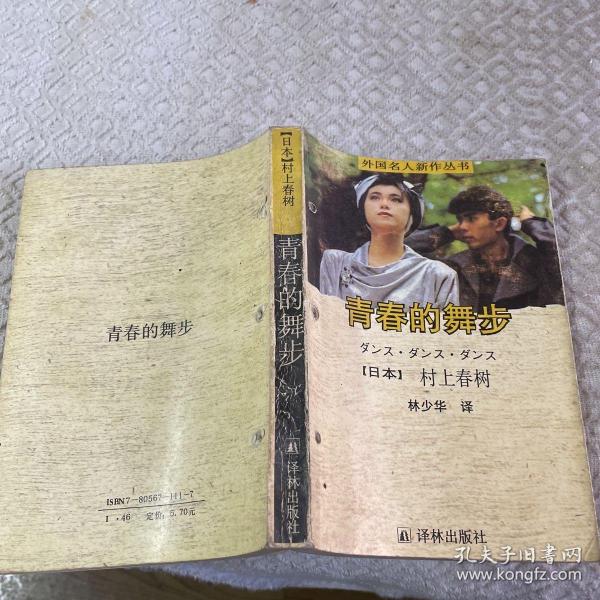 青春的舞步
ISBN7-80567-111-7
I·46 定价:5.70元
【日本】村上春树
青春的舞步
译林出版社
外国名人新作丛书
青春的舞步
ダンス・ダンス・ダンス
【日本】 村上春树
林少华 译
译林出版社
孔夫子旧书网
www.kongfz.com